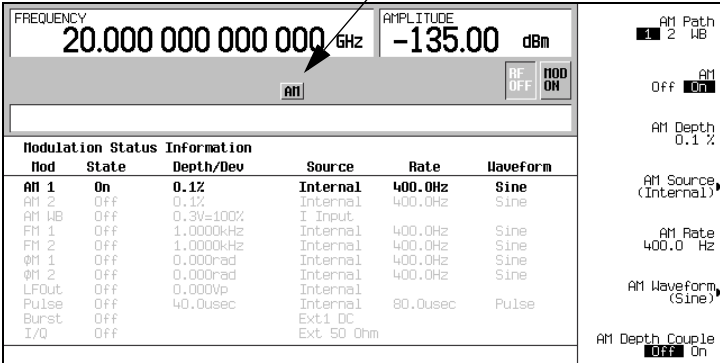 FREQUENCY
20.000 000 000 000 GHz
AMPLITUDE
-135.00 dBm
AM
RF OFF
MOD ON
Modulation Status Information
Mod State Depth/Dev Source Rate Waveform
AM 1 On 0.1% Internal 400.0Hz Sine
AM 2 Off 0.1% Internal 400.0Hz Sine
AM WB Off 0.3V=100% I Input
FM 1 Off 1.0000kHz Internal 400.0Hz Sine
FM 2 Off 1.0000kHz Internal 400.0Hz Sine
ΦM 1 Off 0.000rad Internal 400.0Hz Sine
ΦM 2 Off 0.000rad Internal 400.0Hz Sine
LFOut Off 0.000Vp Internal 400.0Hz Sine
Pulse Off 40.0usec Internal 80.0usec Pulse
Burst Off Ext1 DC
I/Q Off Ext 50 Ohm
AM Path
1 2 WB
AM
Off On
AM Depth
0.1 %
AM Source
(Internal)
AM Rate
400.0 Hz
AM Waveform
(Sine)
AM Depth Couple
Off On